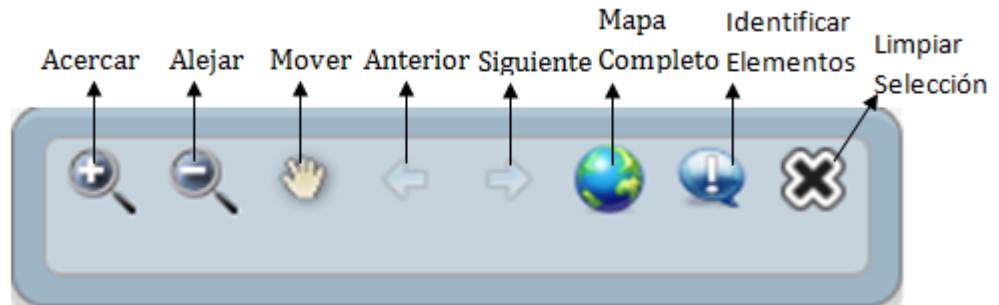 Acercar
Alejar
Mover
Anterior
Siguiente
Mapa
Completo
Identificar
Elementos
Limpiar
Selección